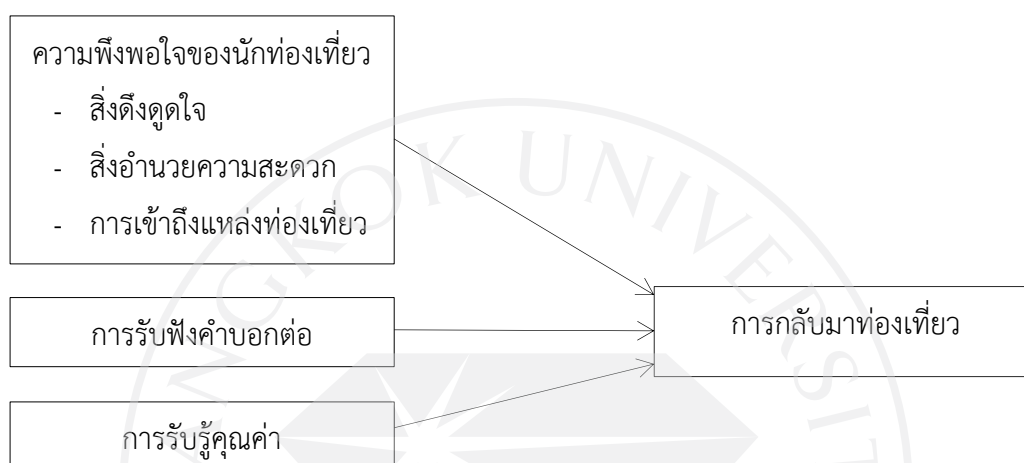 ความพึงพอใจของนักท่องเที่ยว
- สิ่งดึงดูดใจ
- สิ่งอำนวยความสะดวก
- การเข้าถึงแหล่งท่องเที่ยว
การรับฟังคำบอกต่อ
การกลับมาท่องเที่ยว
การรับรู้คุณค่า
NGKOK UNIVERSIT